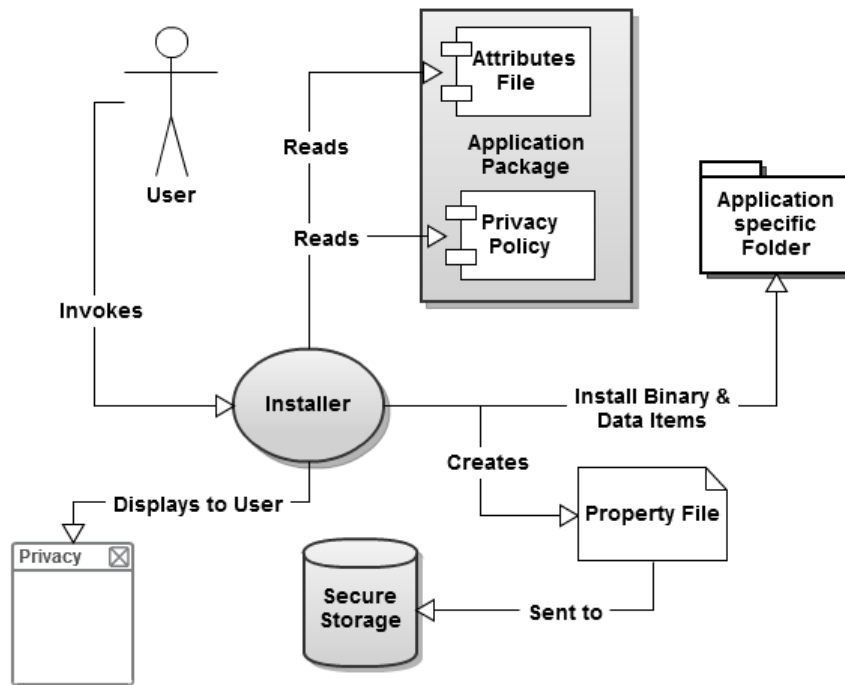 Attributes
File
Application
Package
Reads
Reads
Privacy
Policy
User
Application
specific
Folder
Invokes
Installer
Install Binary &
Data Items
Creates
Displays to User
Property File
Privacy
Secure
Storage
Sent to